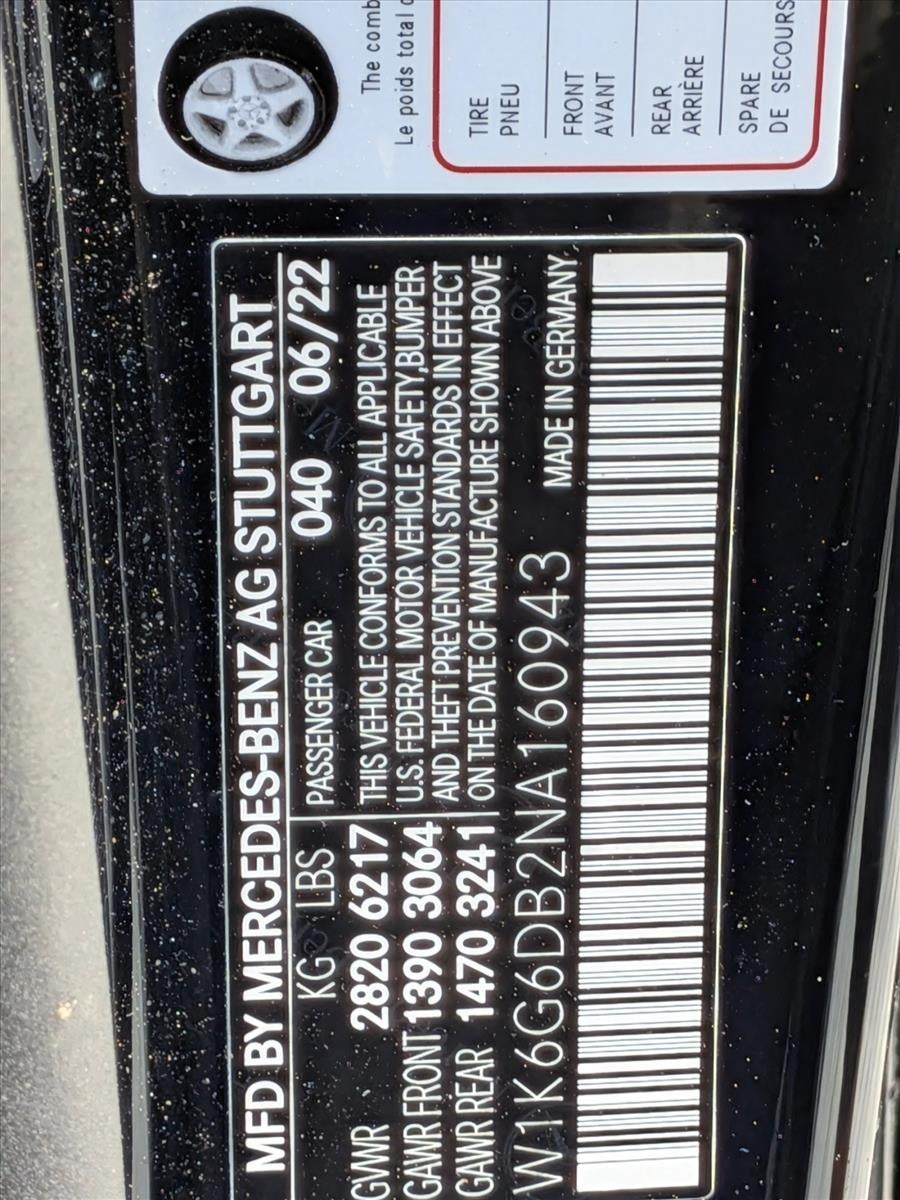 MFD BY MERCEDES-BENZ AG STUTTGART
KG LBS PASSENGER CAR 040 06/22
GVWR 2820 6217
GAWR FRONT 1390 3064
GAWR REAR 1470 3241
THIS VEHICLE CONFORMS TO ALL APPLICABLE
U.S. FEDERAL MOTOR VEHICLE SAFETY,BUMPER,
AND THEFT PREVENTION STANDARDS IN EFFECT
ON THE DATE OF MANUFACTURE SHOWN ABOVE
W1K6G6DB2NA160943 MADE IN GERMANY
The
Le poids total
TIRE
PNEU
FRONT
AVANT
REAR
ARRIÈRE
SPARE
DE SECOURS